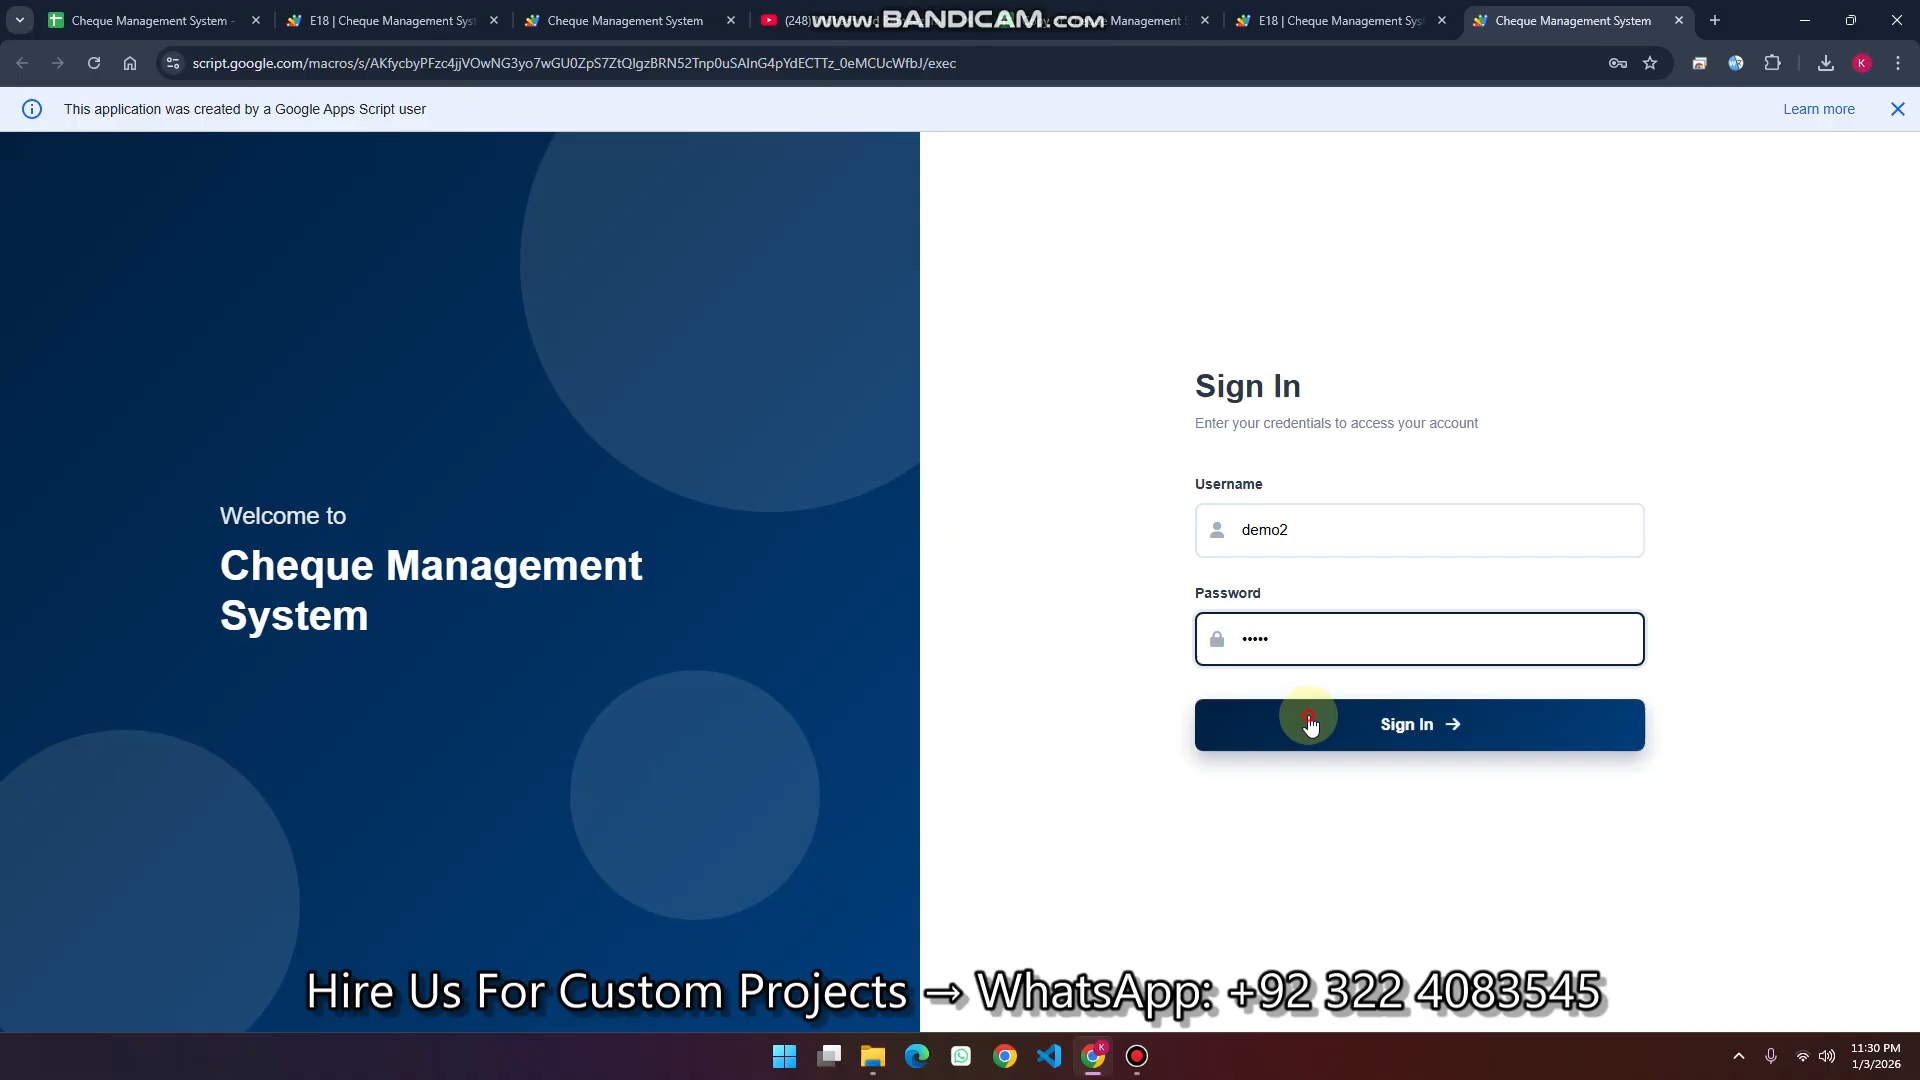 Cheque Management System -
E18 | Cheque Management Sys
Cheque Management System
(248)
www.BANDICAM.com
Management
E18 | Cheque Management Sys
Cheque Management System
script.google.com/macros/s/AKfycbyPFzc4jjVOwNG3yo7wGU0ZpS7ZtQlgzBRN52Tnp0uSAlnG4pYdECTTz_0eMCUcWfbJ/exec
K
This application was created by a Google Apps Script user
Learn more
Sign In
Enter your credentials to access your account
Username
demo2
Password
•••••
Sign In →
Welcome to
Cheque Management
System
Hire Us For Custom Projects → WhatsApp: +92 322 4083545
K
11:30 PM
1/3/2026